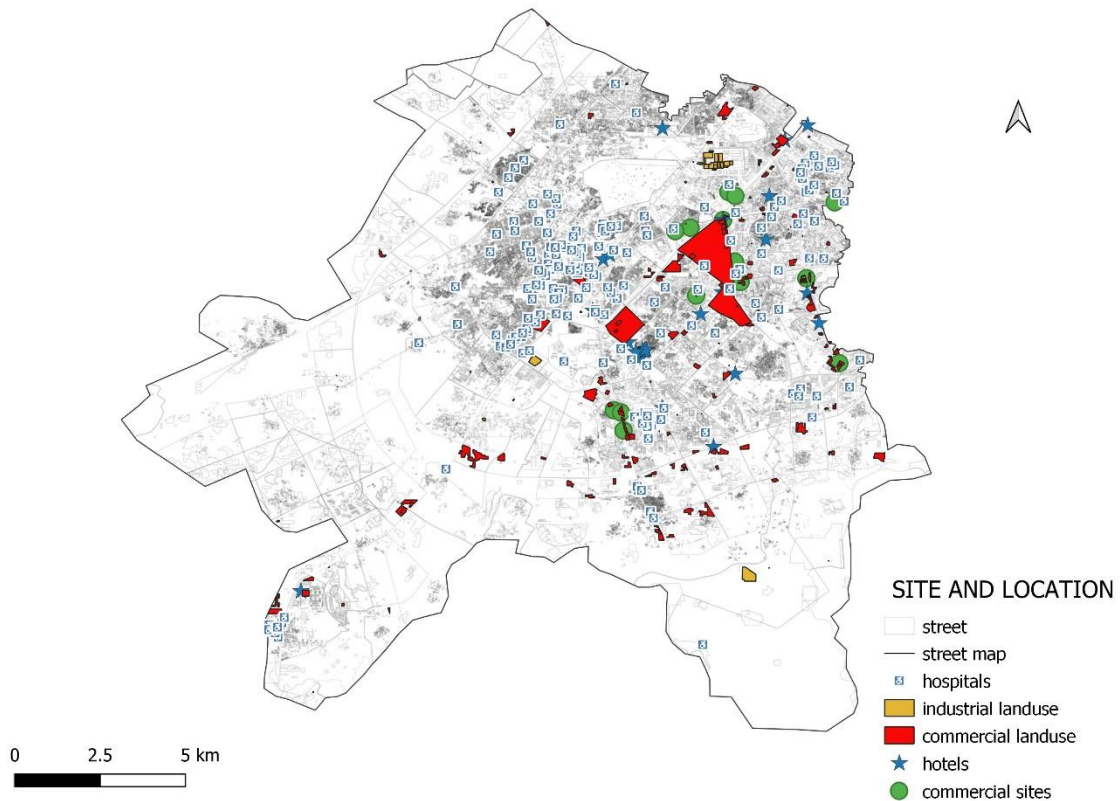 SITE AND LOCATION
street
street map
hospitals
industrial landuse
commercial landuse
hotels
commercial sites
0 2.5 5 km